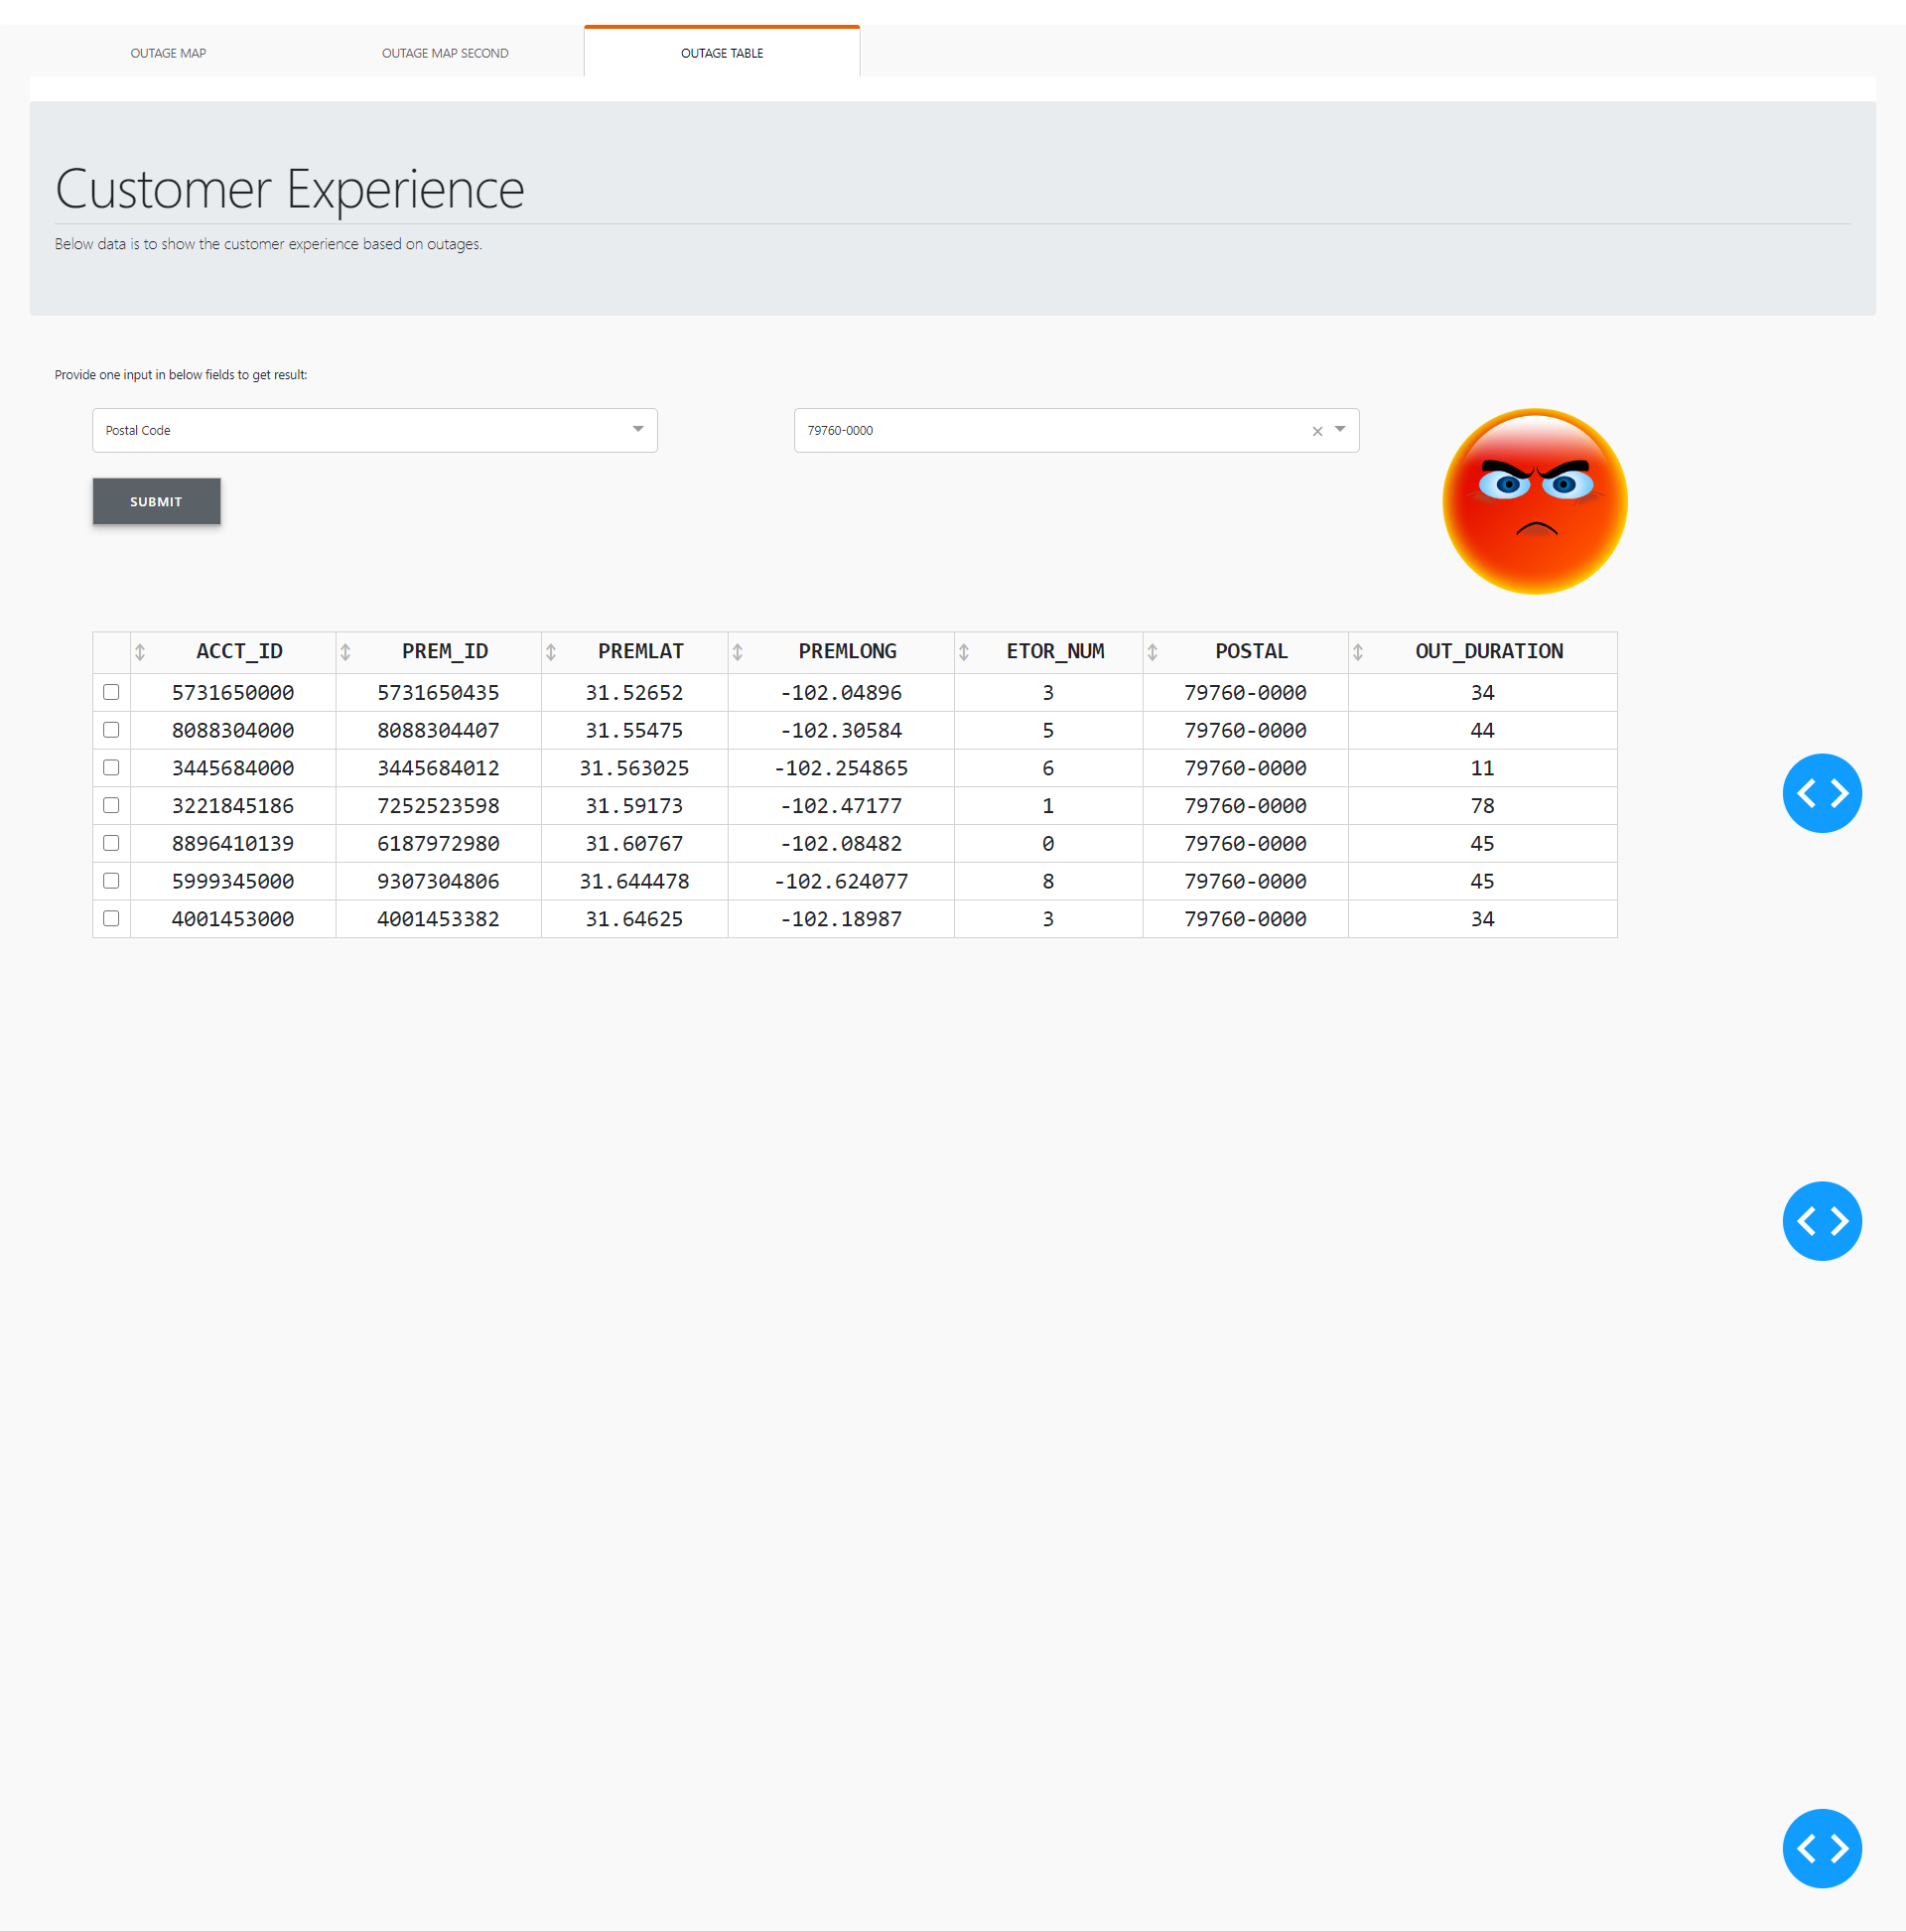 OUTAGE MAP OUTAGE MAP SECOND OUTAGE TABLE
Customer Experience
Below data is to show the customer experience based on outages.
Provide one input in below fields to get result:
Postal Code 79760-0000
SUBMIT
ACCT_ID PREM_ID PREMLAT PREMLONG ETOR_NUM POSTAL OUT_DURATION
5731650000 5731650435 31.52652 -102.04896 3 79760-0000 34
8088304000 8088304407 31.55475 -102.30584 5 79760-0000 44
3445684000 3445684012 31.563025 -102.254865 6 79760-0000 11
3221845186 7252523598 31.59173 -102.47177 1 79760-0000 78
8896410139 6187972980 31.60767 -102.08482 0 79760-0000 45
5999345000 9307304806 31.644478 -102.624077 8 79760-0000 45
4001453000 4001453382 31.64625 -102.18987 3 79760-0000 34